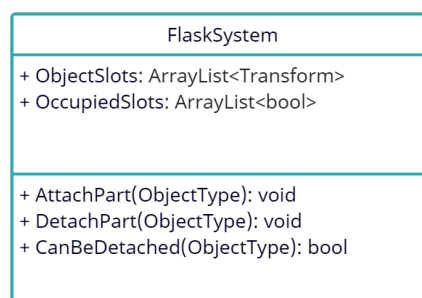 FlaskSystem
+ ObjectSlots: ArrayList<Transform>
+ OccupiedSlots: ArrayList<bool>
+ AttachPart(ObjectType): void
+ DetachPart(ObjectType): void
+ CanBeDetached(ObjectType): bool